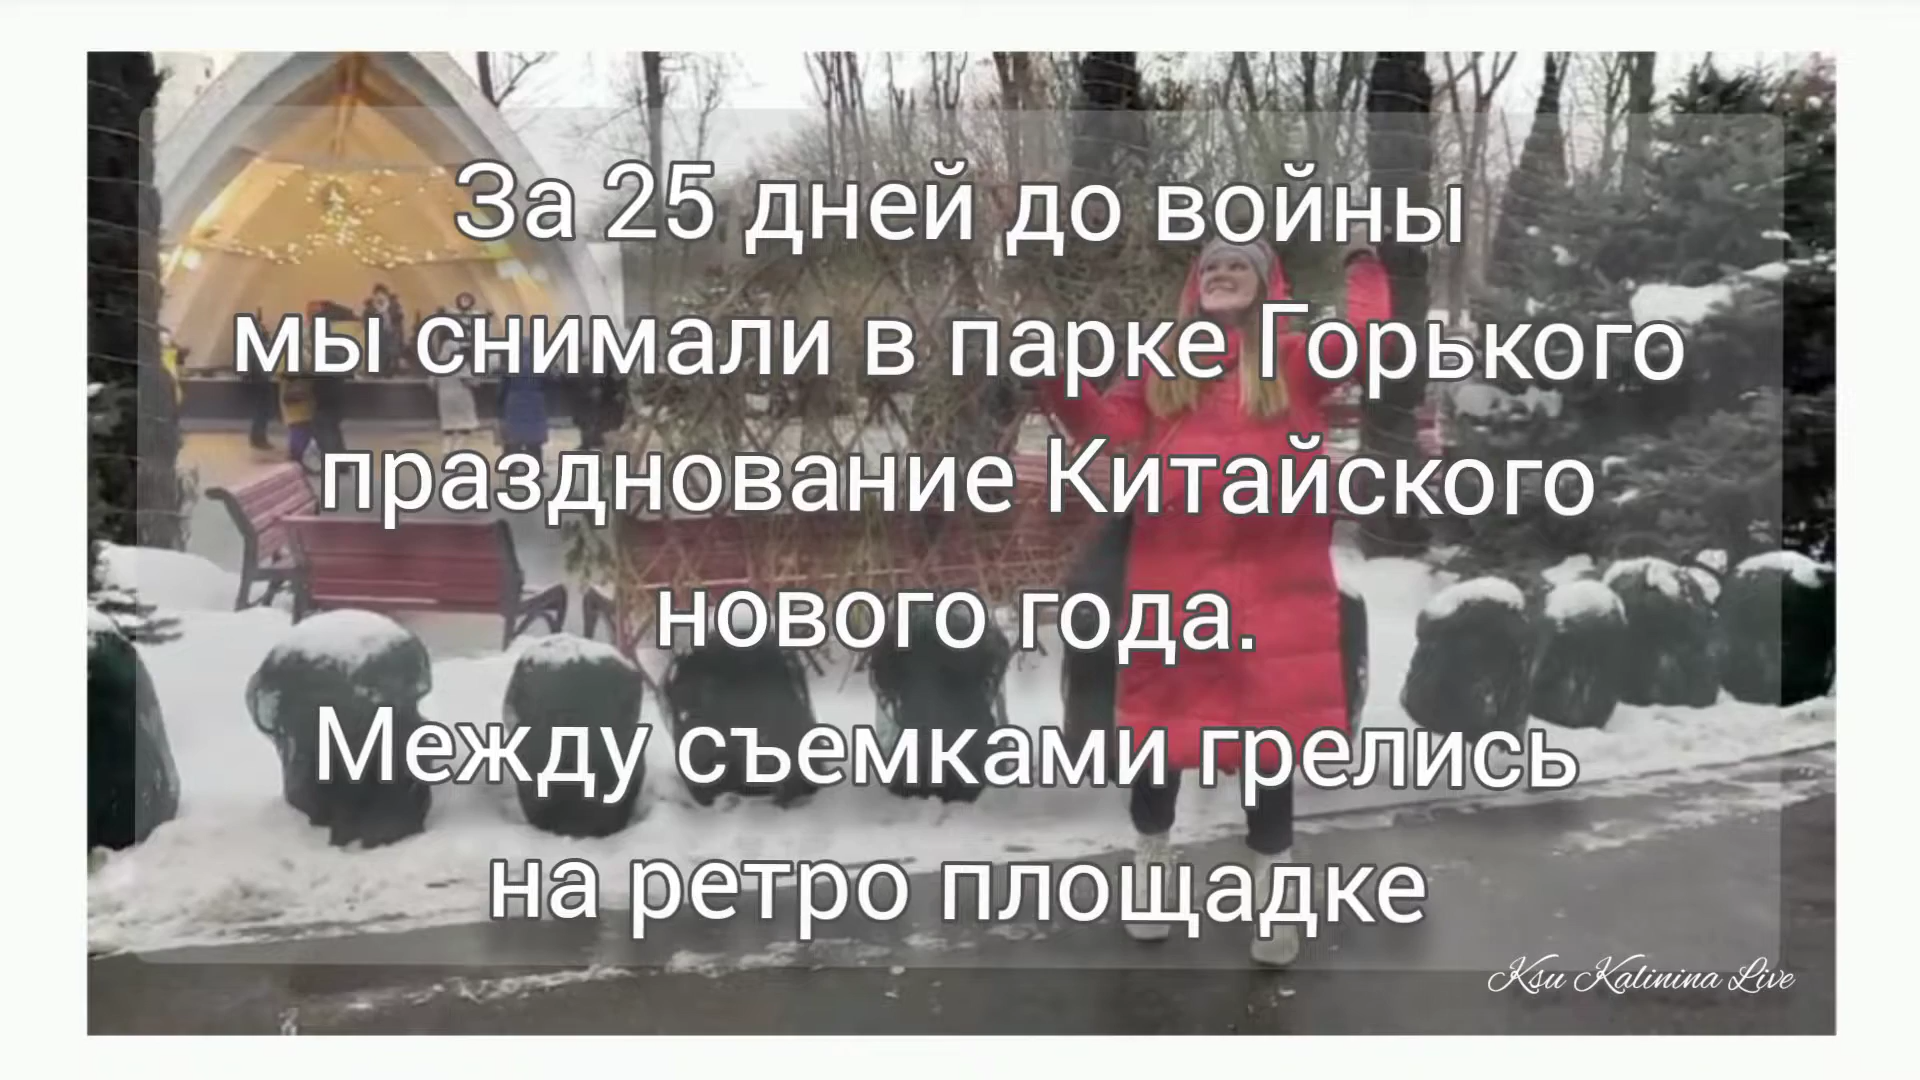 За 25 дней до войны
мы снимали в парке Горького
празднование Китайского
нового года.
Между съемками грелись
на ретро площадке
Ksu Kalinina Live